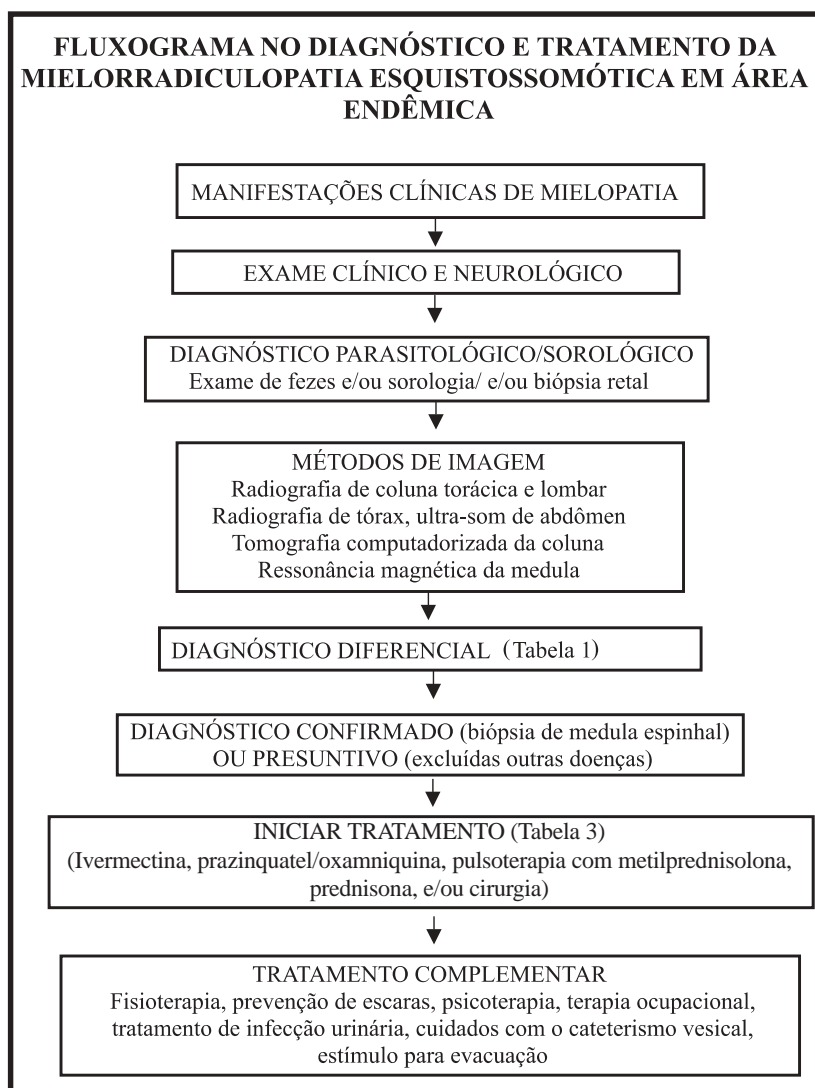 FLUXOGRAMA NO DIAGNÓSTICO E TRATAMENTO DA
MIELORRADICULOPATIA ESQUISTOSSOMÓTICA EM ÁREA
ENDÊMICA
MANIFESTAÇÕES CLÍNICAS DE MIELOPATIA
EXAME CLÍNICO E NEUROLÓGICO
DIAGNÓSTICO PARASITOLÓGICO/SOROLÓGICO
Exame de fezes e/ou sorologia/ e/ou biópsia retal
MÉTODOS DE IMAGEM
Radiografia de coluna torácica e lombar
Radiografia de tórax, ultra-som de abdômen
Tomografia computadorizada da coluna
Ressonância magnética da medula
DIAGNÓSTICO DIFERENCIAL (Tabela 1)
DIAGNÓSTICO CONFIRMADO (biópsia de medula espinhal)
OU PRESUNTIVO (excluídas outras doenças)
INICIAR TRATAMENTO (Tabela 3)
(Ivermectina, prazinquatel/oxamniquina, pulsoterapia com metilprednisolona,
prednisona, e/ou cirurgia)
TRATAMENTO COMPLEMENTAR
Fisioterapia, prevenção de escaras, psicoterapia, terapia ocupacional,
tratamento de infecção urinária, cuidados com o cateterismo vesical,
estímulo para evacuação